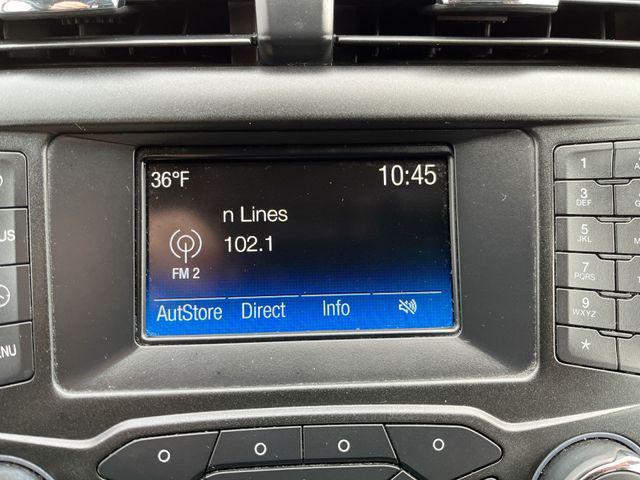 36°F
10:45
n Lines
102.1
FM 2
AutStore Direct Info
1
3
DEF
5
JKL
7
PQRS
9
WXYZ
*